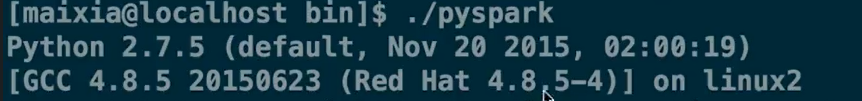 [maixia@localhost bin]$ ./pyspark
Python 2.7.5 (default, Nov 20 2015, 02:00:19)
[GCC 4.8.5 20150623 (Red Hat 4.8.5-4)] on linux2